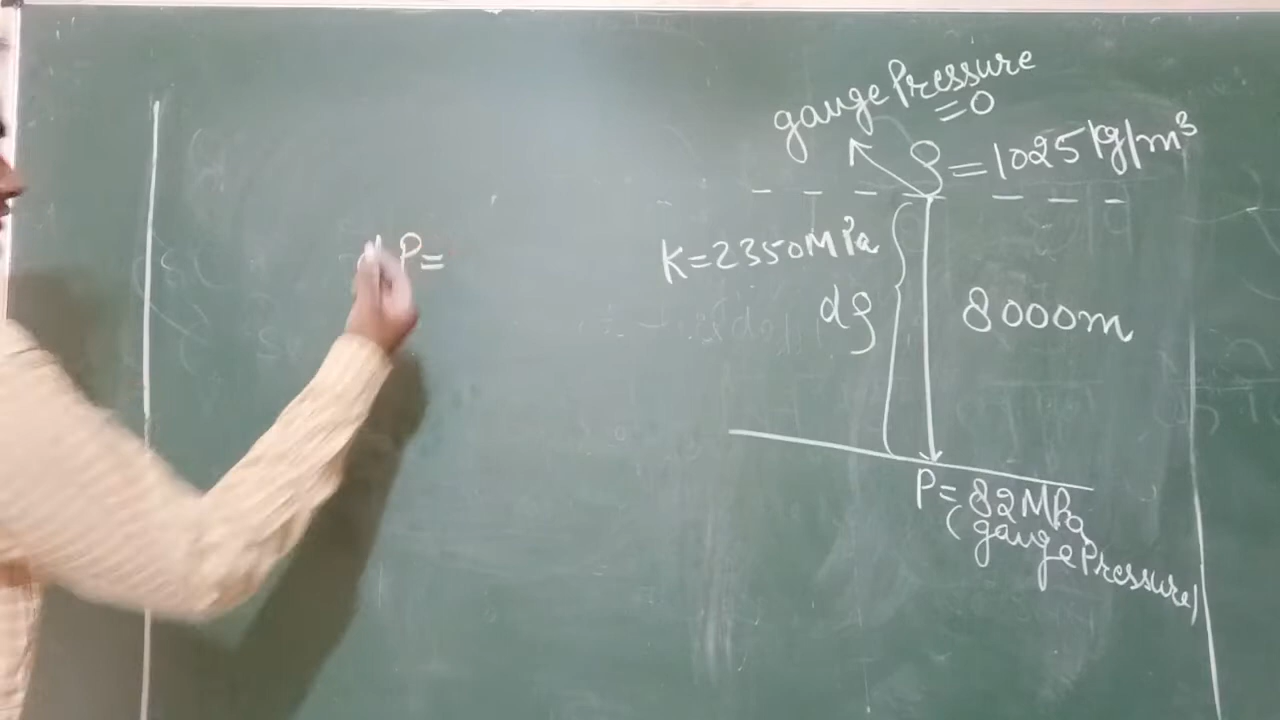 gauge Pressure
=0
ρ=1025 kg/m³
K=2350MPa
dρ
8000m
P=82MPa
(gauge Pressure)
P=